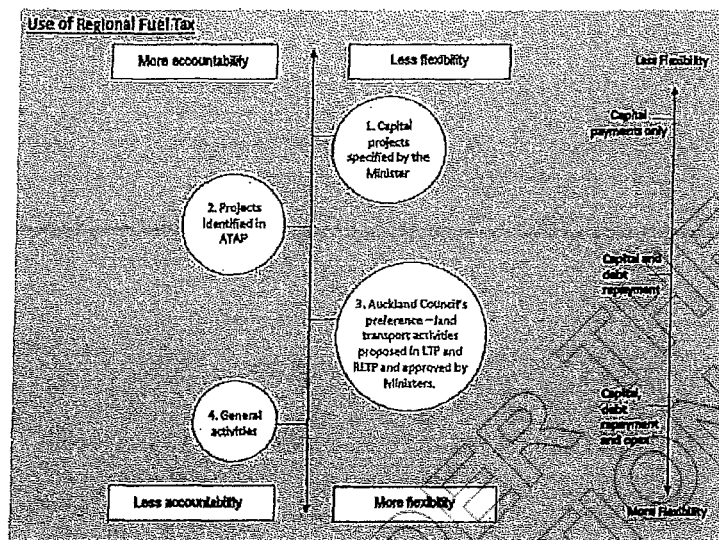 Use of Regional Fuel Tax
More accountability
Less flexibility
1. Capital
projects
specified by the
Minister
2. Projects
identified in
ATAP
3. Auckland Council's
preference – land
transport activities
proposed in LTP and
RLTP and approved by
Ministers.
4. General
activities
Less accountability
More flexibility
Less Flexibility
Capital
payments only
Capital and
debt
repayment
Capital,
debt
repayment
and opex
More Flexibility